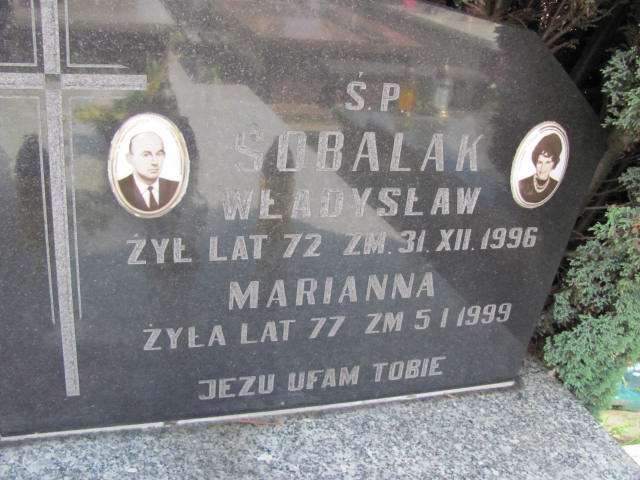 Ś.P.
SOBALAK
WŁADYSŁAW
ŻYŁ LAT 72 ZM. 31. XII. 1996
MARIANNA
ŻYŁA LAT 77 ZM 5 I 1999
JEZU UFAM TOBIE